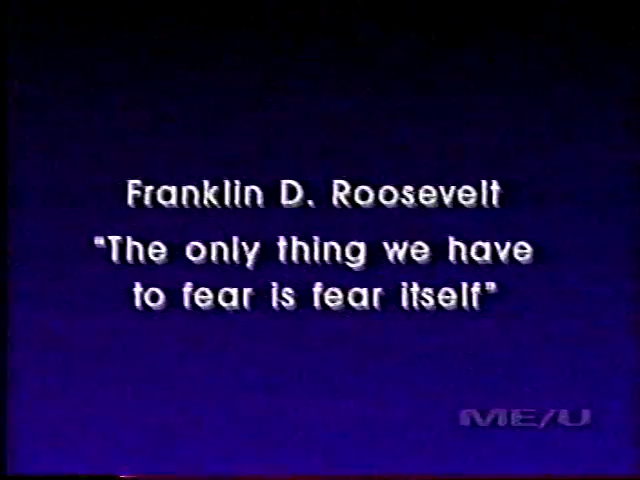 Franklin D. Roosevelt
"The only thing we have
to fear is fear itself"
ME/U